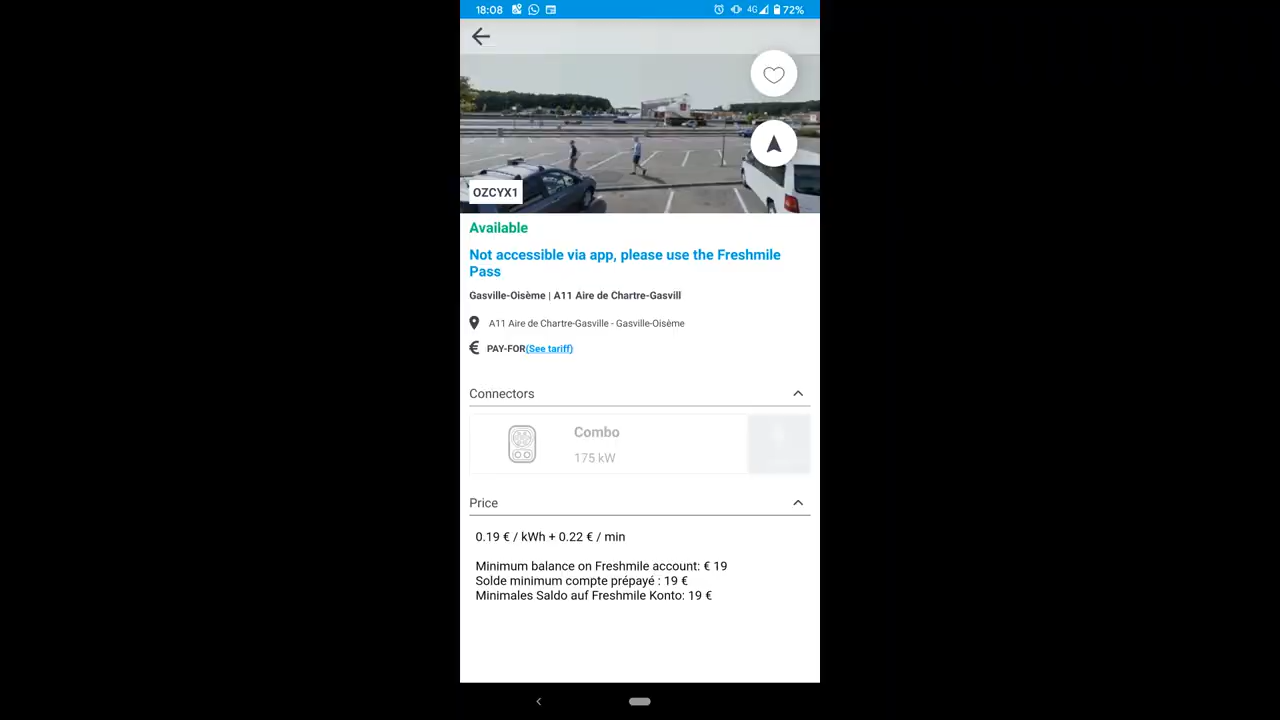 18:08
4G
72%
OZCYX1
Available
Not accessible via app, please use the Freshmile
Pass
Gasville-Oisème | A11 Aire de Chartre-Gasvill
A11 Aire de Chartre-Gasville - Gasville-Oisème
€ PAY-FOR(See tariff)
Connectors
Combo
175 kW
Price
0.19 € / kWh + 0.22 € / min
Minimum balance on Freshmile account: € 19
Solde minimum compte prépayé : 19 €
Minimales Saldo auf Freshmile Konto: 19 €